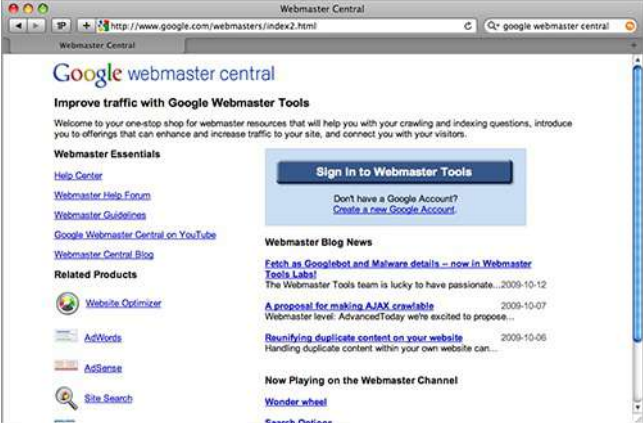 Webmaster Central
http://www.google.com/webmasters/index2.html
google webmaster central
Webmaster Central
Google webmaster central
Improve traffic with Google Webmaster Tools
Welcome to your one-stop shop for webmaster resources that will help you with your crawling and indexing questions, introduce
you to offerings that can enhance and increase traffic to your site, and connect you with your visitors.
Webmaster Essentials
Help Center
Webmaster Help Forum
Webmaster Guidelines
Google Webmaster Central on YouTube
Webmaster Central Blog
Related Products
Website Optimizer
AdWords
AdSense
Site Search
Sign In to Webmaster Tools
Don't have a Google Account?
Create a new Google Account.
Webmaster Blog News
Fetch as Googlebot and Malware details -- now in Webmaster
Tools Labs!
The Webmaster Tools team is lucky to have passionate...2009-10-12
A proposal for making AJAX crawlable 2009-10-07
Webmaster level: AdvancedToday we're excited to propose...
Reunifying duplicate content on your website 2009-10-06
Handling duplicate content within your own website can...
Now Playing on the Webmaster Channel
Wonder wheel
Search Options